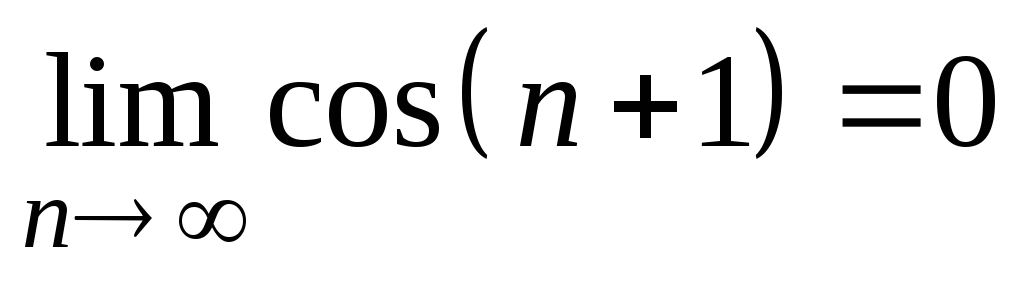 lim cos(n+1) =0
n→∞